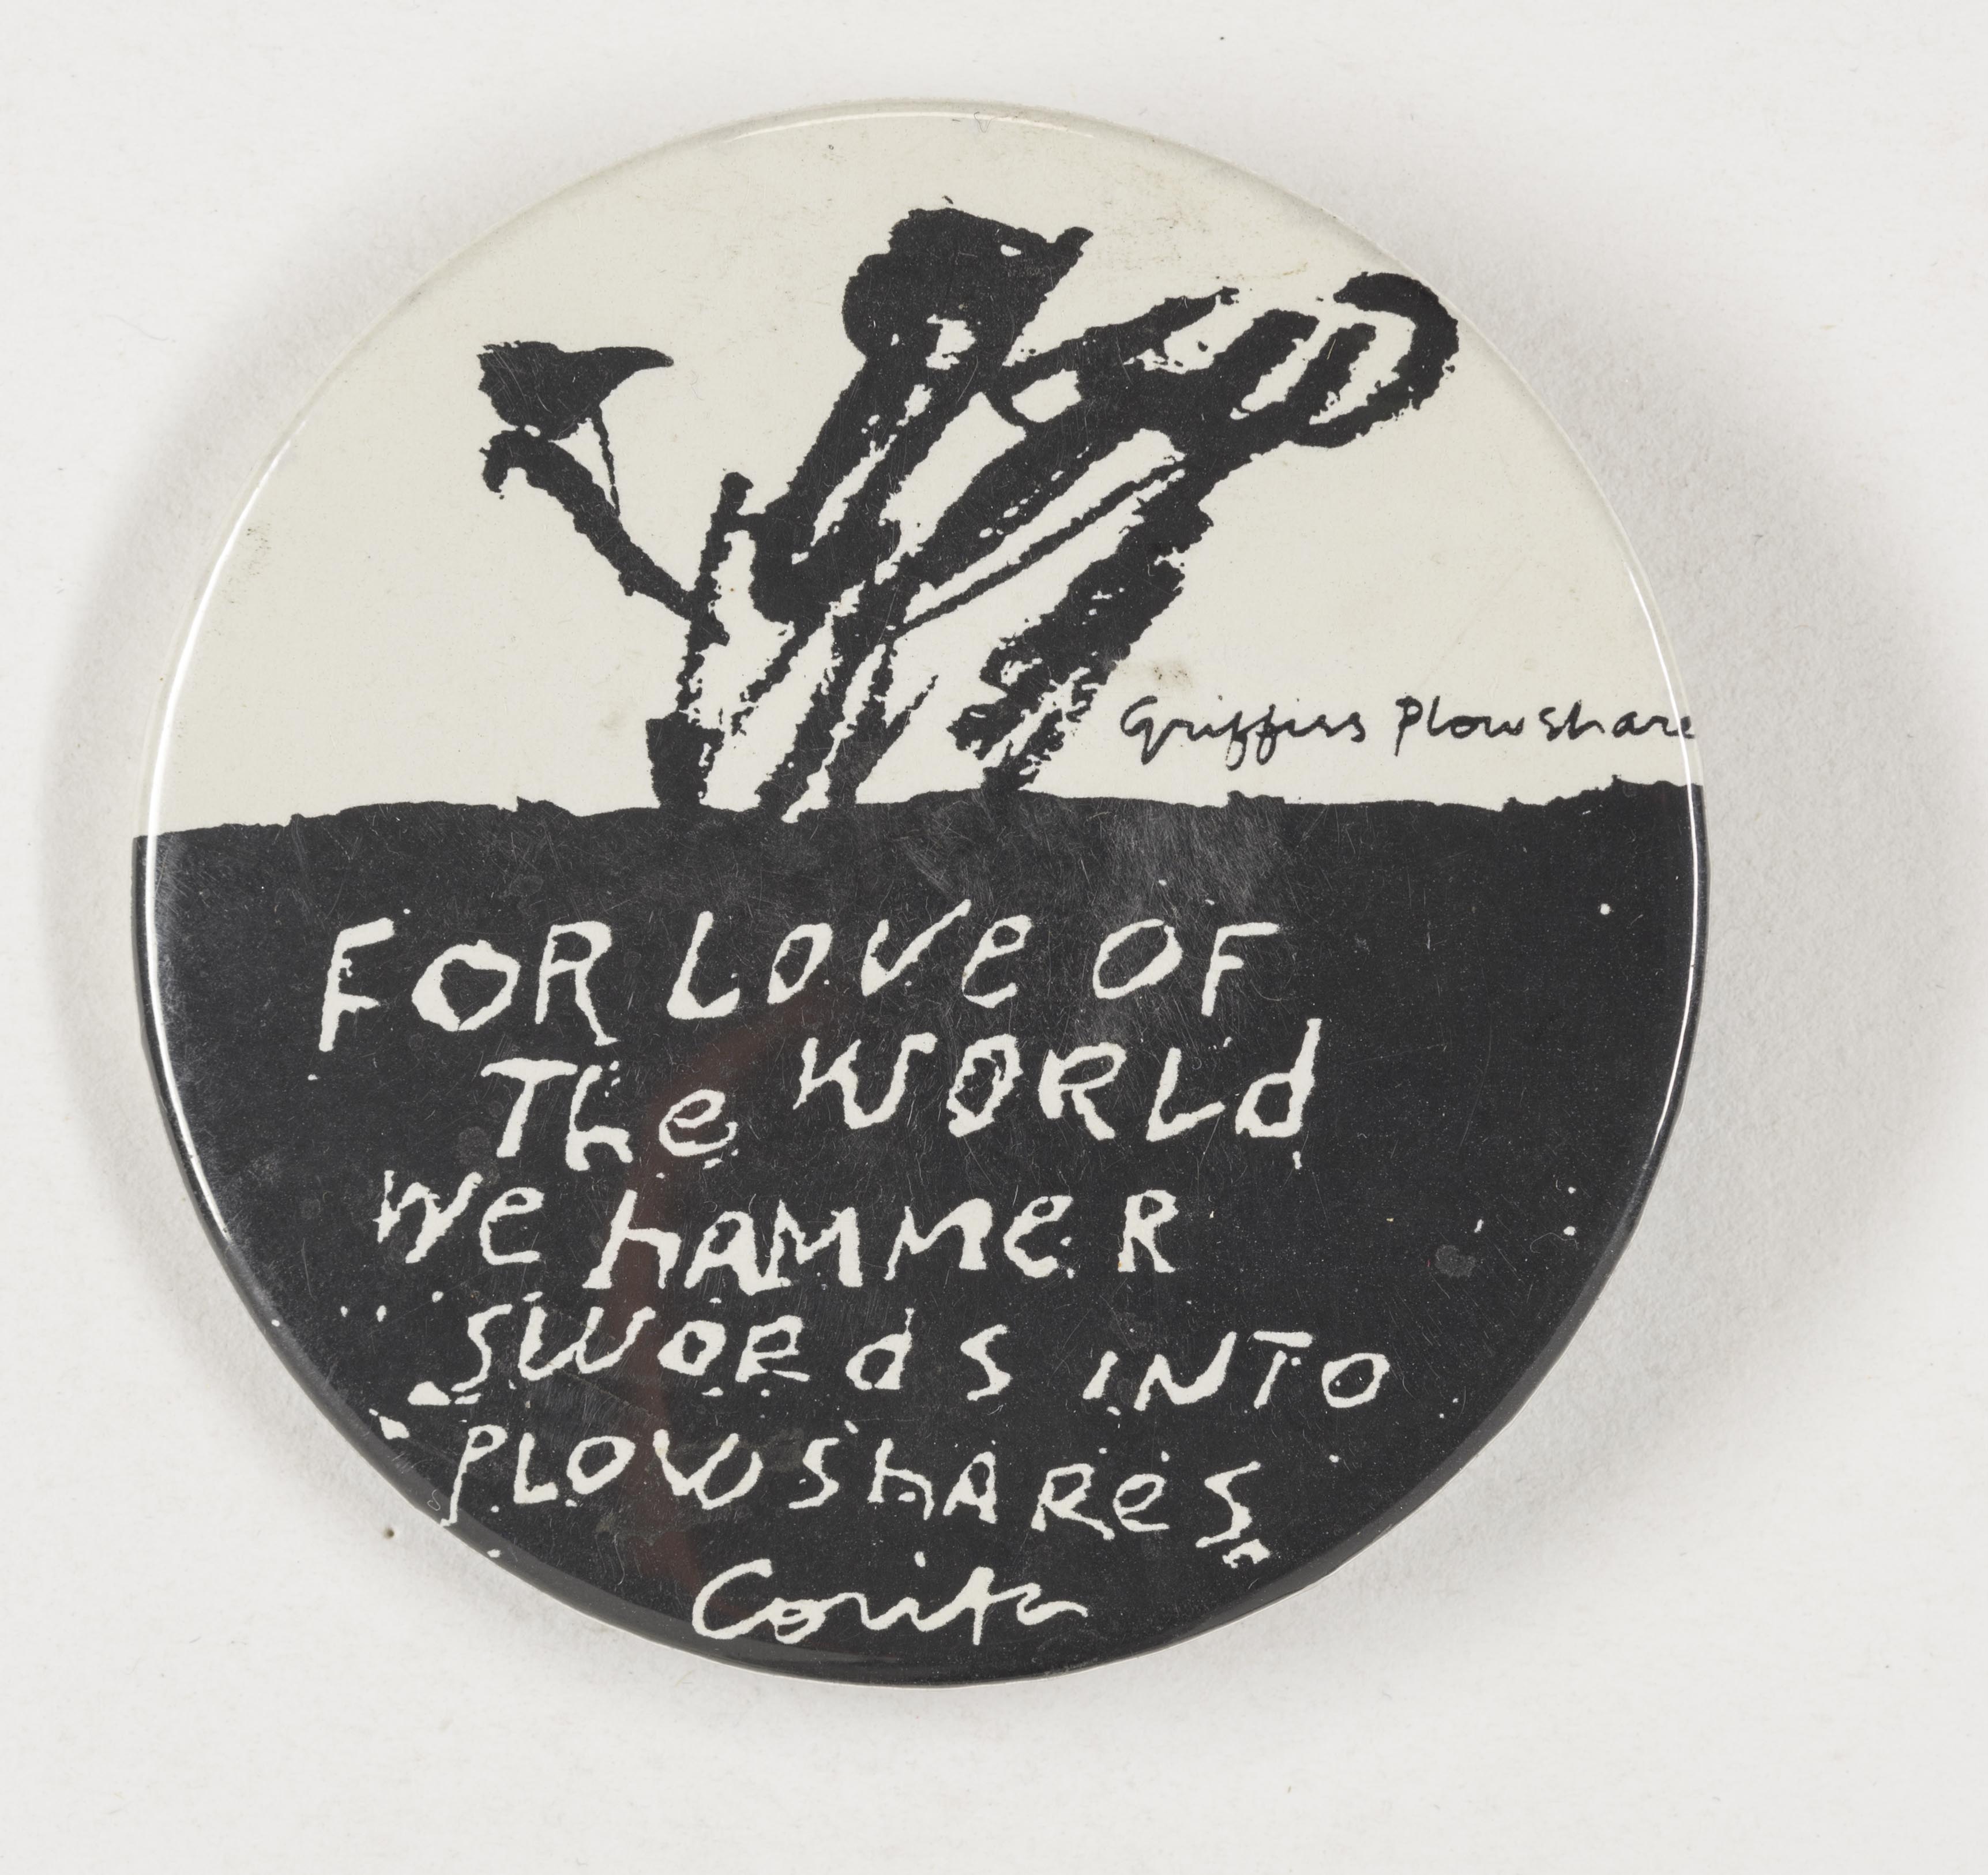 Griffiss Plowshare
FOR LOVE OF
The WORLd
We hAMMeR
SWORds INTO
PLOWShAReS
Corita